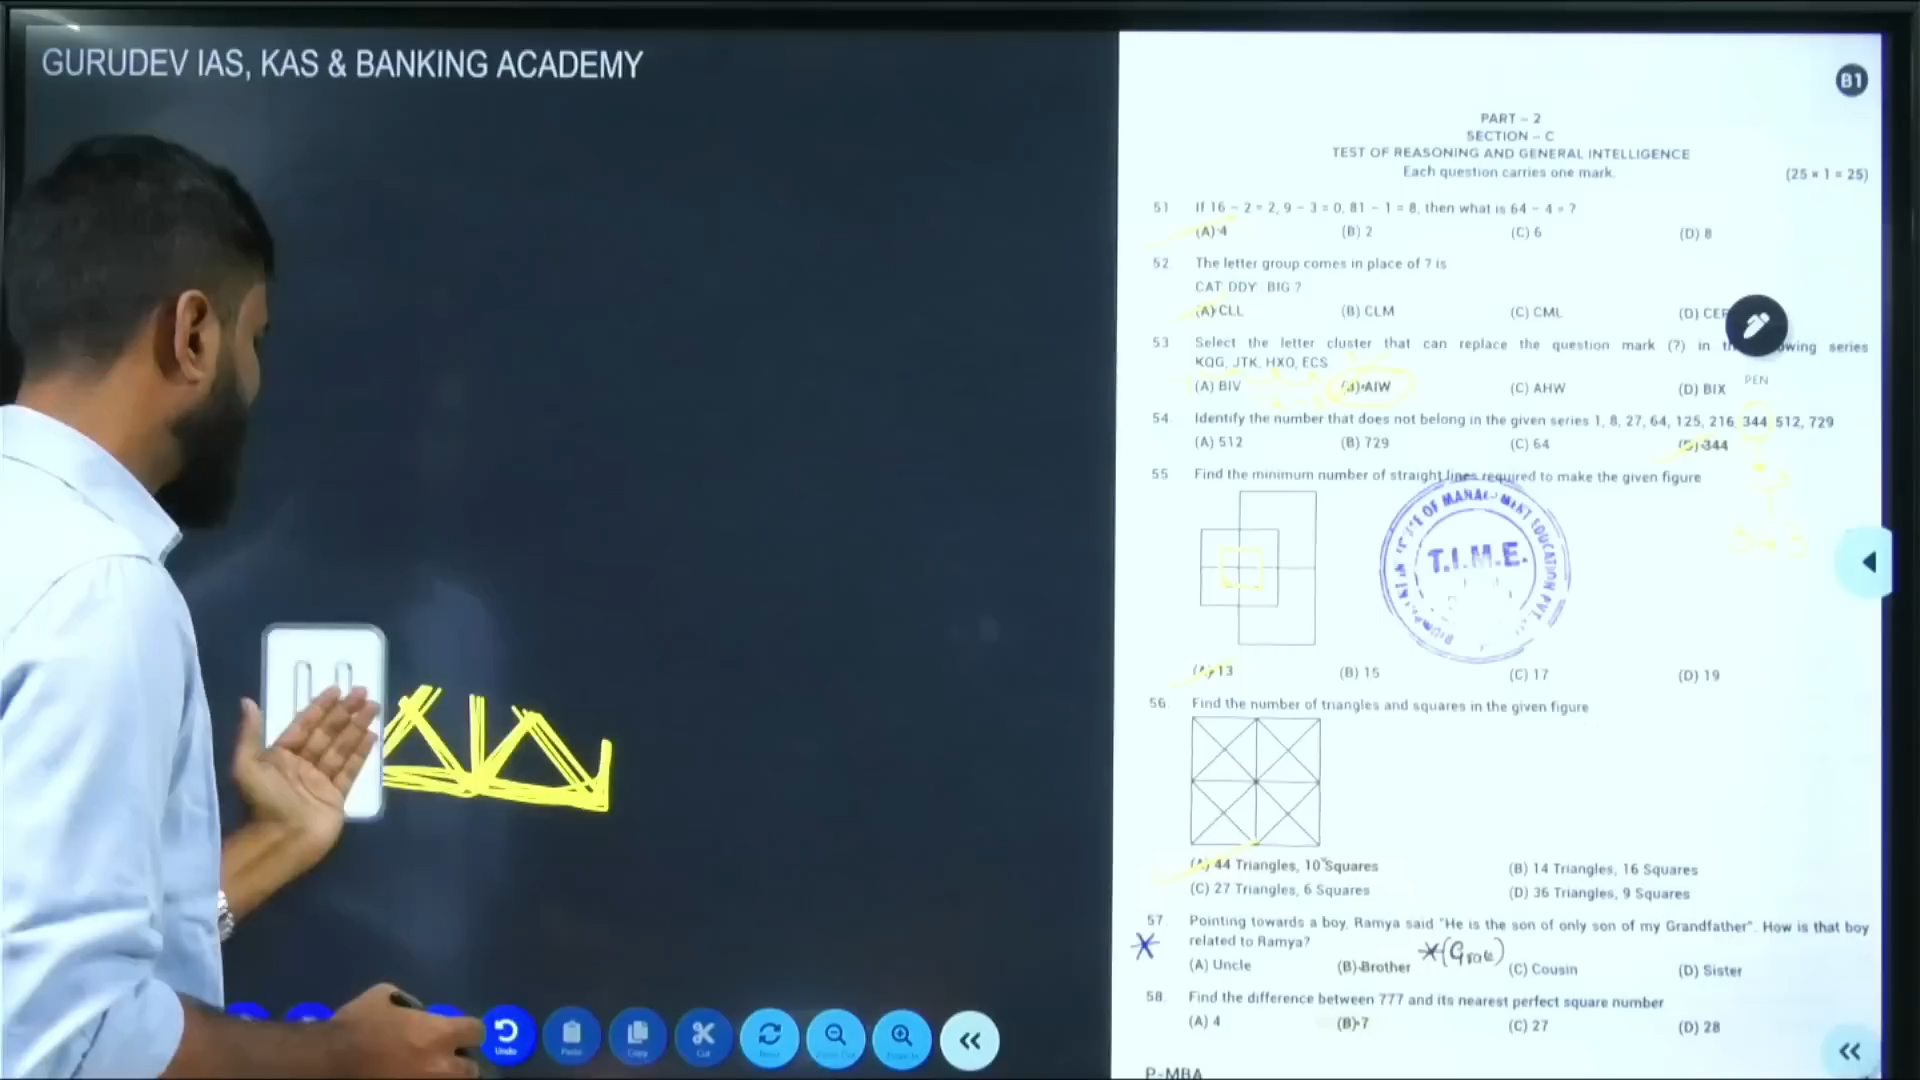 GURUDEV IAS, KAS & BANKING ACADEMY
B1
PART – 2
SECTION – C
TEST OF REASONING AND GENERAL INTELLIGENCE
Each question carries one mark.
(25 × 1 = 25)
51 If 16 – 2 = 2, 9 – 3 = 0, 81 – 1 = 8, then what is 64 – 4 = ?
(A) 4 (B) 2 (C) 6 (D) 8
52 The letter group comes in place of ? is
CAT DDY BIG ?
(A) CLL (B) CLM (C) CML (D)
53 Select the letter cluster that can replace the question mark (?) in series
KQG, JTK, HXO, ECS
(A) BIV (B) AIW (C) AHW (D) BIX
PEN
54. Identify the number that does not belong in the given series 1, 8, 27, 64, 125, 216, 344 512, 729
(A) 512 (B) 729 (C) 64 (D) 344
55 Find the minimum number of straight lines required to make the given figure
T.I.M.E.
(A) 13 (B) 15 (C) 17 (D) 19
56. Find the number of triangles and squares in the given figure
(A) 44 Triangles, 10 Squares (B) 14 Triangles, 16 Squares
(C) 27 Triangles, 6 Squares (D) 36 Triangles, 9 Squares
57 Pointing towards a boy, Ramya said "He is the son of only son of my Grandfather". How is that boy
related to Ramya?
(A) Uncle (B) Brother (C) Cousin (D) Sister
58. Find the difference between 777 and its nearest perfect square number
(A) 4 (B) 7 (C) 27 (D) 28
P-MBA
Undo Paste Copy Cut